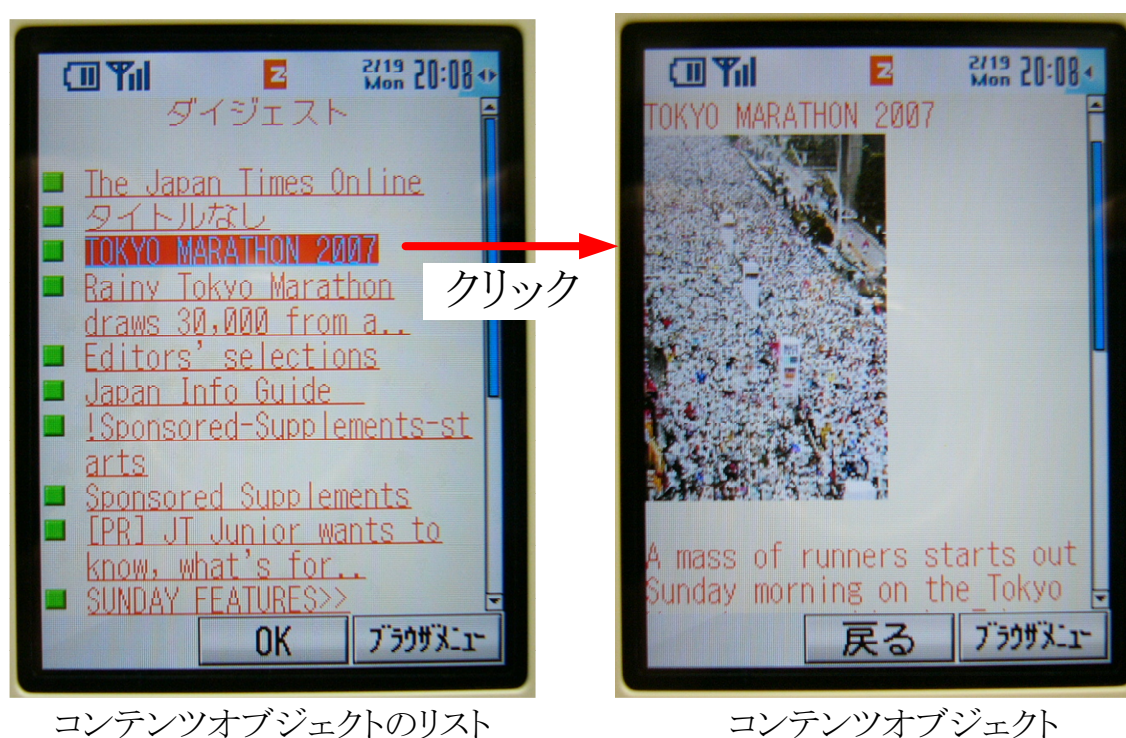 2/19
Mon 20:08
ダイジェスト
The Japan Times Online
タイトルなし
TOKYO MARATHON 2007
Rainy Tokyo Marathon
draws 30,000 from a..
Editors' selections
Japan Info Guide
!Sponsored-Supplements-st
arts
Sponsored Supplements
[PR] JT Junior wants to
know, what's for..
SUNDAY FEATURES>>
OK
ブラウザメニュー
クリック
2/19
Mon 20:08
TOKYO MARATHON 2007
A mass of runners starts out
Sunday morning on the Tokyo
戻る
ブラウザメニュー
コンテンツオブジェクトのリスト
コンテンツオブジェクト